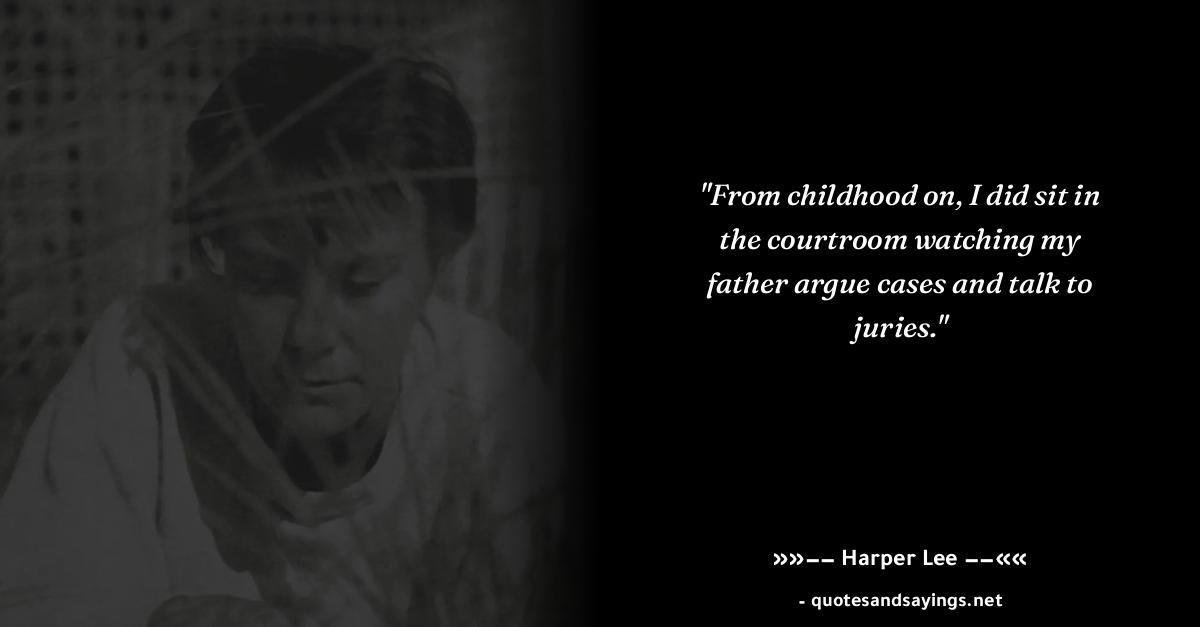 "From childhood on, I did sit in
the courtroom watching my
father argue cases and talk to
juries."
»»−− Harper Lee −−««
- quotesandsayings.net